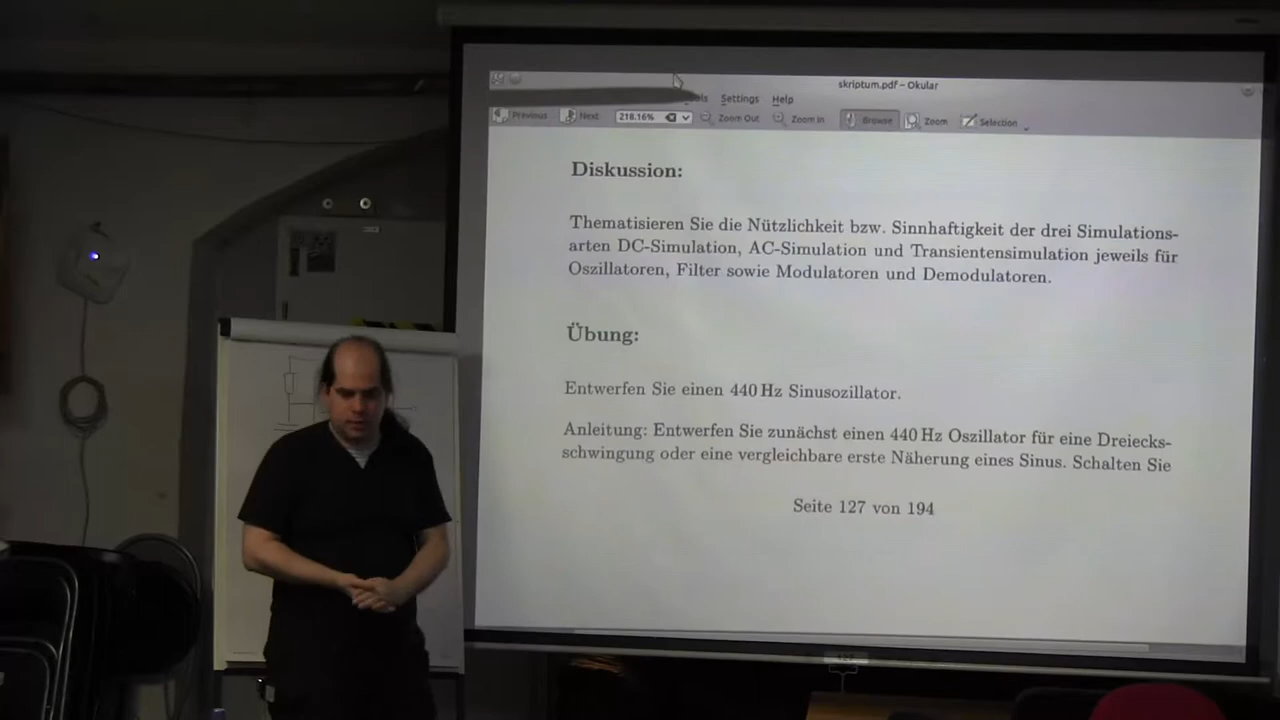 skriptum.pdf – Okular
Settings Help
Previous Next 218.16% Zoom Out Zoom In Browse Zoom Selection
Diskussion:
Thematisieren Sie die Nützlichkeit bzw. Sinnhaftigkeit der drei Simulations-
arten DC-Simulation, AC-Simulation und Transientensimulation jeweils für
Oszillatoren, Filter sowie Modulatoren und Demodulatoren.
Übung:
Entwerfen Sie einen 440 Hz Sinusozillator.
Anleitung: Entwerfen Sie zunächst einen 440 Hz Oszillator für eine Dreiecks-
schwingung oder eine vergleichbare erste Näherung eines Sinus. Schalten Sie
Seite 127 von 194